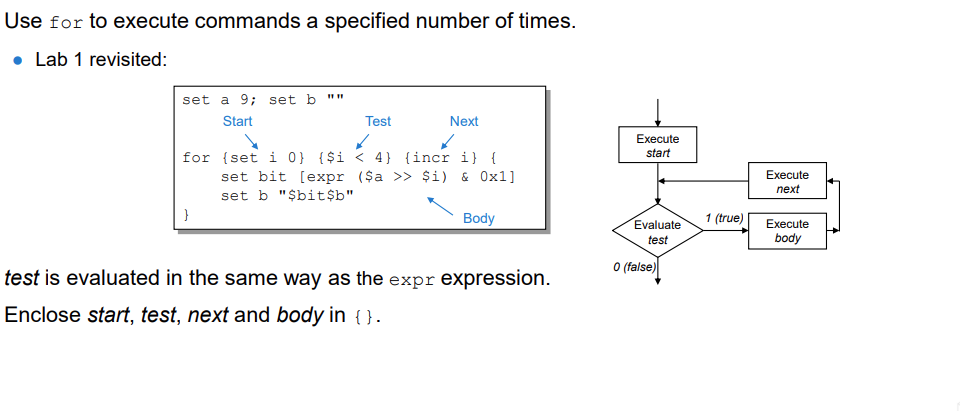 Use for to execute commands a specified number of times.
• Lab 1 revisited:
set a 9; set b ""
Start Test Next
for {set i 0} {$i < 4} {incr i} {
set bit [expr ($a >> $i) & 0x1]
set b "$bit$b"
}
Body
Execute
start
Execute
next
Evaluate
test
1 (true)
Execute
body
0 (false)
test is evaluated in the same way as the expr expression.
Enclose start, test, next and body in {}.